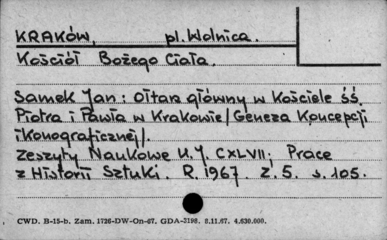 KRAKÓW, pl. Wolnica.
Kościół Bożego Ciała.
Samek Jan: Ołtarz główny w Kościele śś.
Piotra i Pawła w Krakowie/Geneza Koncepcji
ikonograficznej/.
Zeszyty Naukowe U.J. CXLVII, Prace
z Historii Sztuki. R. 1967. Z. 5. s. 105.
CWD. B-15-b. Zam. 1726-DW-On-67. GDA-3198. 8.11.67. 4.630.000.